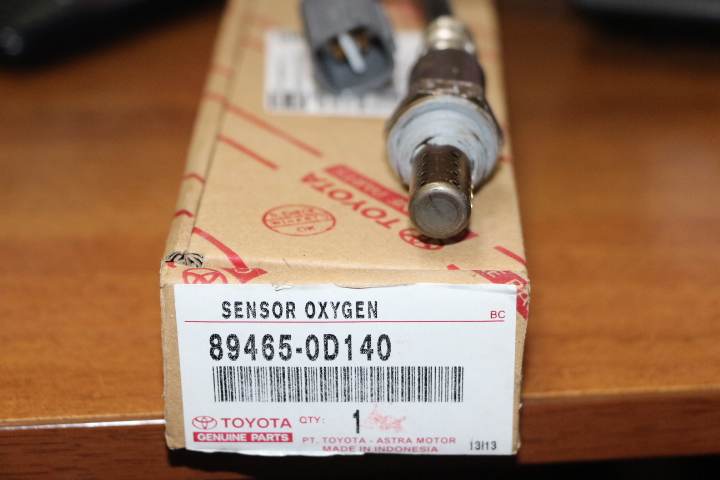 TOYOTA
SENSOR OXYGEN
BC
89465-0D140
TOYOTA
GENUINE PARTS
QTY: 1
PT. TOYOTA - ASTRA MOTOR
MADE IN INDONESIA
13I13